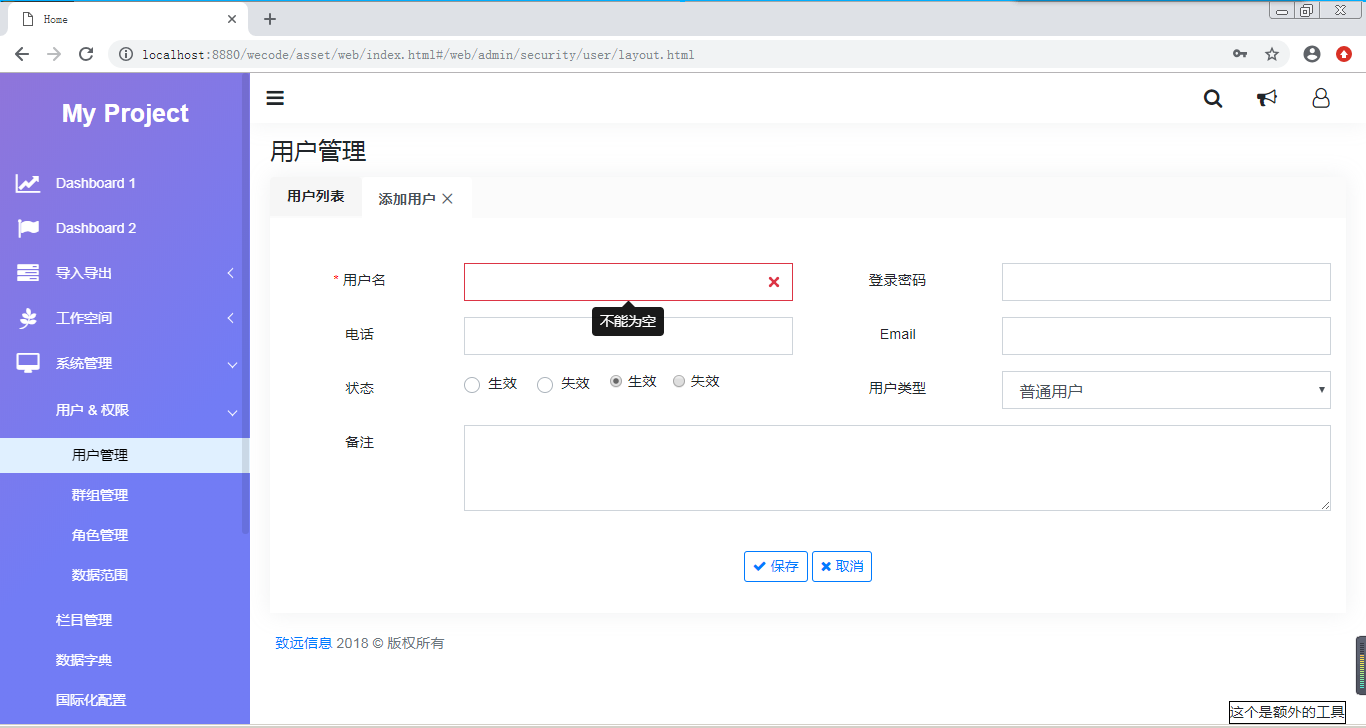 Home
localhost:8880/wecode/asset/web/index.html#/web/admin/security/user/layout.html
My Project
Dashboard 1
Dashboard 2
导入导出
工作空间
系统管理
用户 & 权限
用户管理
群组管理
角色管理
数据范围
栏目管理
数据字典
国际化配置
用户管理
用户列表 添加用户
* 用户名 登录密码
不能为空
电话 Email
状态 生效 失效 生效 失效 用户类型 普通用户
备注
保存 取消
致远信息 2018 © 版权所有
这个是额外的工具